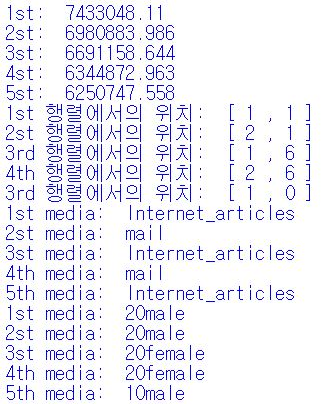 1st:  7433048.11
2st:  6980883.986
3st:  6691158.644
4st:  6344872.963
5st:  6250747.558
1st 행렬에서의 위치:  [ 1 , 1 ]
2st 행렬에서의 위치:  [ 2 , 1 ]
3rd 행렬에서의 위치:  [ 1 , 6 ]
4th 행렬에서의 위치:  [ 2 , 6 ]
3rd 행렬에서의 위치:  [ 1 , 0 ]
1st media:  Internet_articles
2st media:  mail
3st media:  Internet_articles
4th media:  mail
5th media:  Internet_articles
1st media:  20male
2st media:  20male
3st media:  20female
4th media:  20female
5th media:  10male